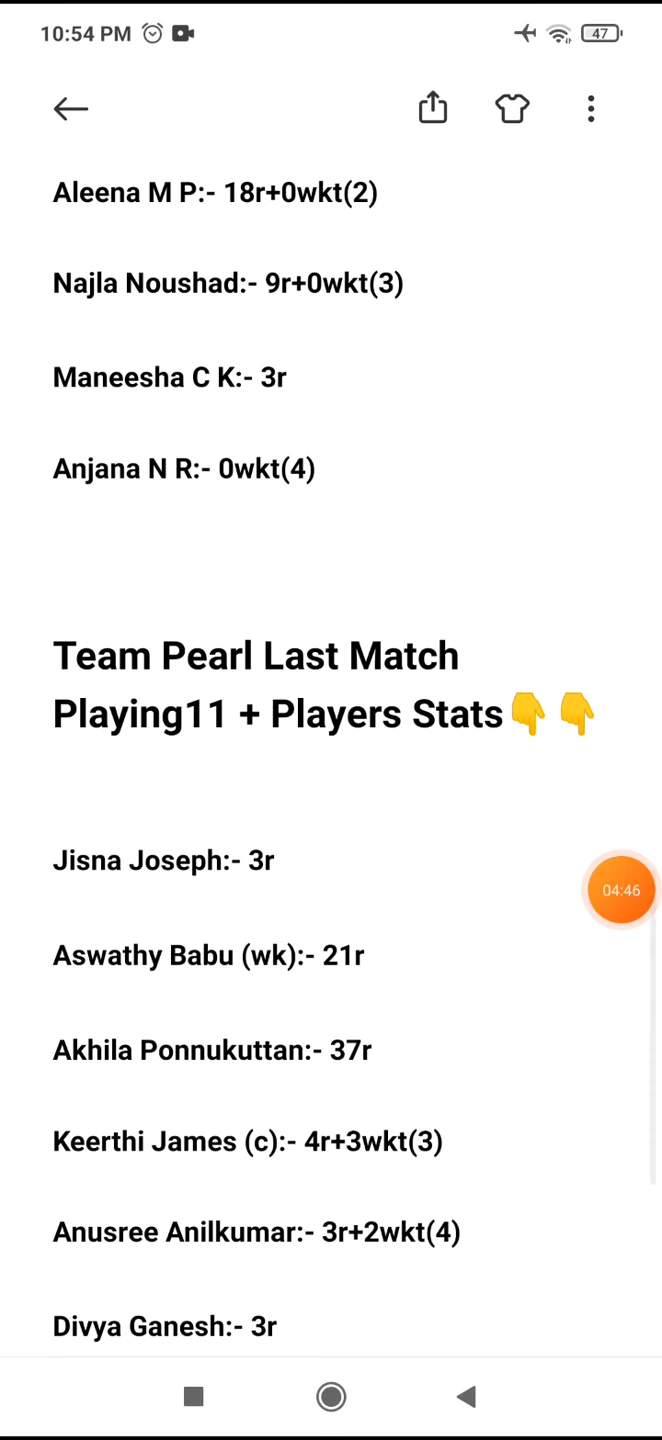 10:54 PM 47
Aleena M P:- 18r+0wkt(2)
Najla Noushad:- 9r+0wkt(3)
Maneesha C K:- 3r
Anjana N R:- 0wkt(4)
Team Pearl Last Match
Playing11 + Players Stats👇👇
Jisna Joseph:- 3r
04:46
Aswathy Babu (wk):- 21r
Akhila Ponnukuttan:- 37r
Keerthi James (c):- 4r+3wkt(3)
Anusree Anilkumar:- 3r+2wkt(4)
Divya Ganesh:- 3r